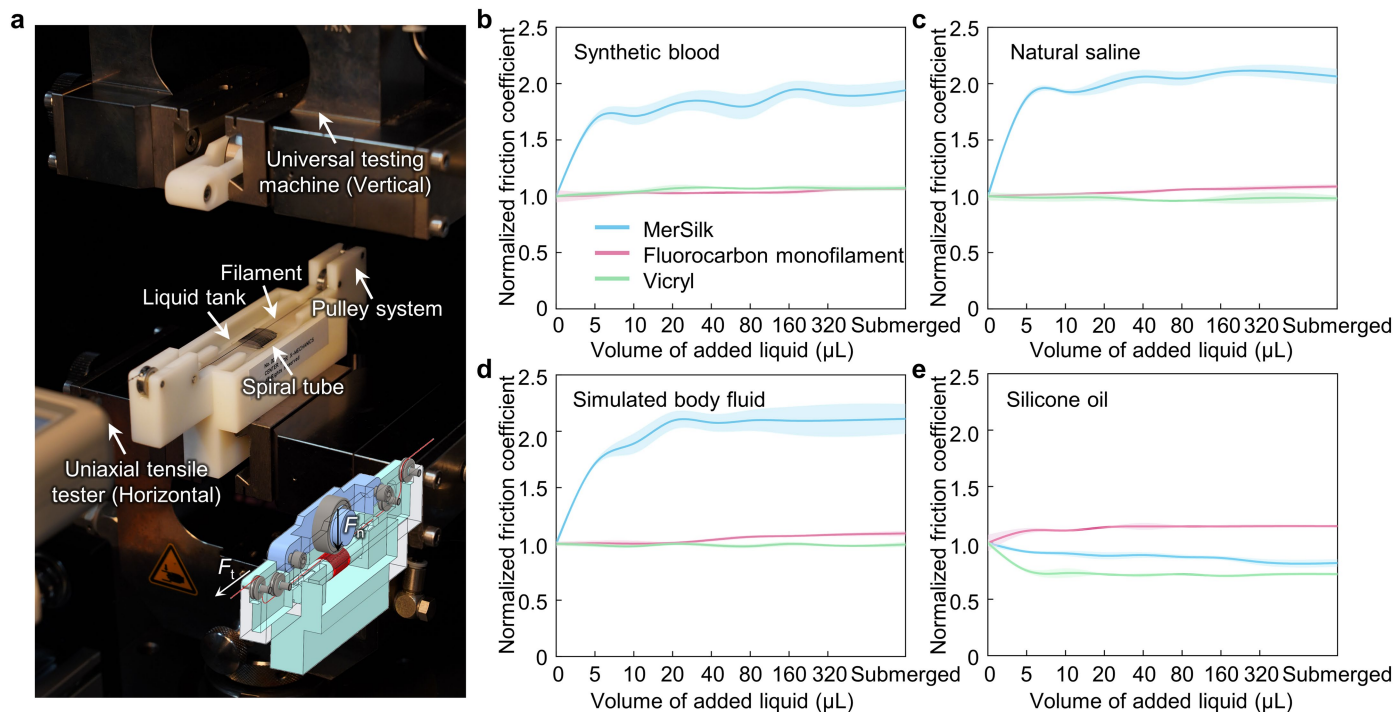 a
Universal testing
machine (Vertical)
Filament
Liquid tank
Pulley system
Spiral tube
Uniaxial tensile
tester (Horizontal)
Fn
Ft
b
Normalized friction coefficient
2.5
2.0
1.5
1.0
0.5
0
Synthetic blood
MerSilk
Fluorocarbon monofilament
Vicryl
0 5 10 20 40 80 160 320 Submerged
Volume of added liquid (µL)
c
Normalized friction coefficient
2.5
2.0
1.5
1.0
0.5
0
Natural saline
0 5 10 20 40 80 160 320 Submerged
Volume of added liquid (µL)
d
Normalized friction coefficient
2.5
2.0
1.5
1.0
0.5
0
Simulated body fluid
0 5 10 20 40 80 160 320 Submerged
Volume of added liquid (µL)
e
Normalized friction coefficient
2.5
2.0
1.5
1.0
0.5
0
Silicone oil
0 5 10 20 40 80 160 320 Submerged
Volume of added liquid (µL)